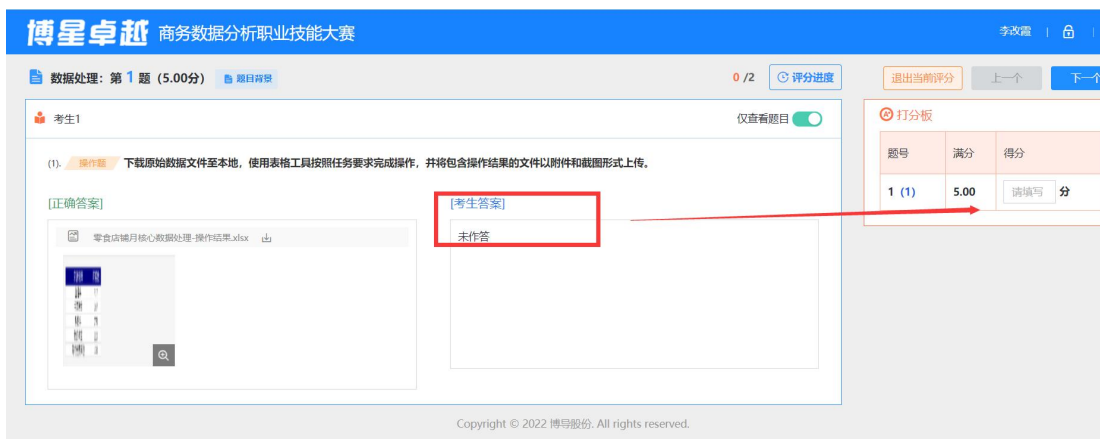 博星卓越 商务数据分析职业技能大赛
李改霞 | |
数据处理：第 1 题（5.00分） 题目背景
0 /2 评分进度
退出当前评分 上一个 下一个
考生1
仅查看题目
打分板
题号 满分 得分
1 (1) 5.00 请填写 分
(1). 操作题 下载原始数据文件至本地，使用表格工具按照任务要求完成操作，并将包含操作结果的文件以附件和截图形式上传。
[正确答案]
[考生答案]
零食店铺月核心数据处理-操作结果.xlsx
未作答
Copyright © 2022 博导股份. All rights reserved.